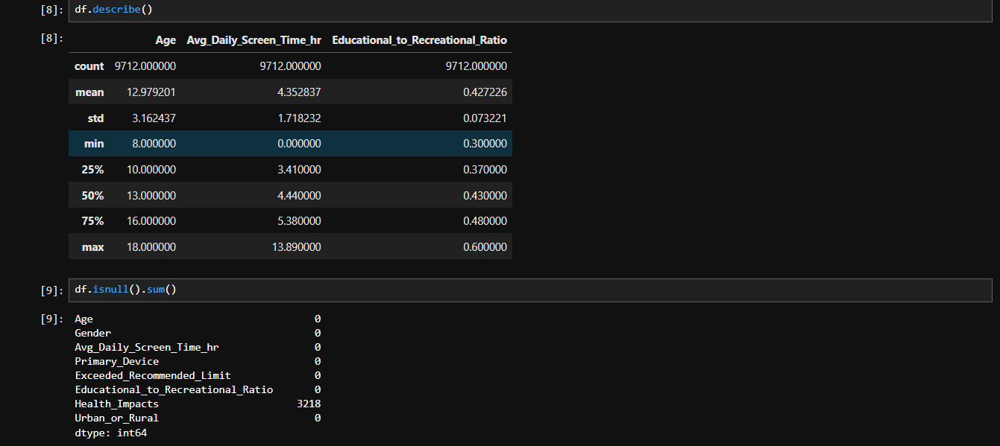 [8]: df.describe()
[8]: Age Avg_Daily_Screen_Time_hr Educational_to_Recreational_Ratio
count 9712.000000 9712.000000 9712.000000
mean 12.979201 4.352837 0.427226
std 3.162437 1.718232 0.073221
min 8.000000 0.000000 0.300000
25% 10.000000 3.410000 0.370000
50% 13.000000 4.440000 0.430000
75% 16.000000 5.380000 0.480000
max 18.000000 13.890000 0.600000
[9]: df.isnull().sum()
[9]: Age 0
Gender 0
Avg_Daily_Screen_Time_hr 0
Primary_Device 0
Exceeded_Recommended_Limit 0
Educational_to_Recreational_Ratio 0
Health_Impacts 3218
Urban_or_Rural 0
dtype: int64